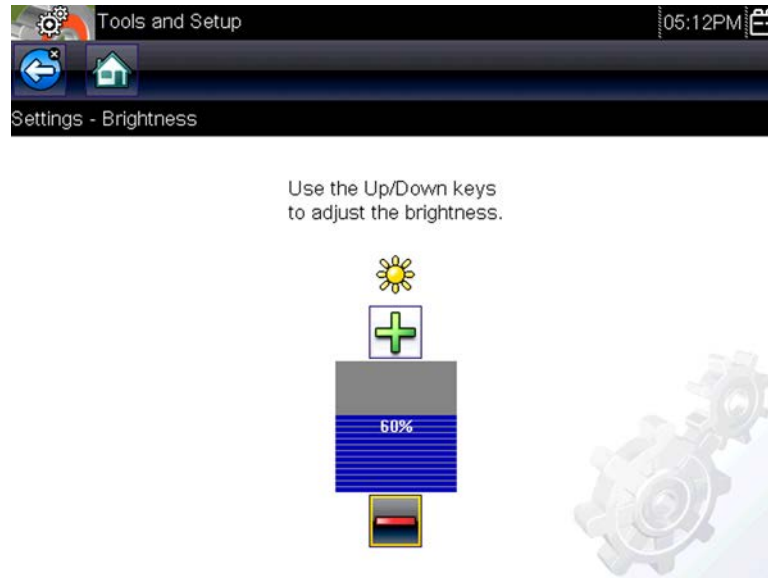 Tools and Setup
05:12PM
Settings - Brightness
Use the Up/Down keys
to adjust the brightness.
60%